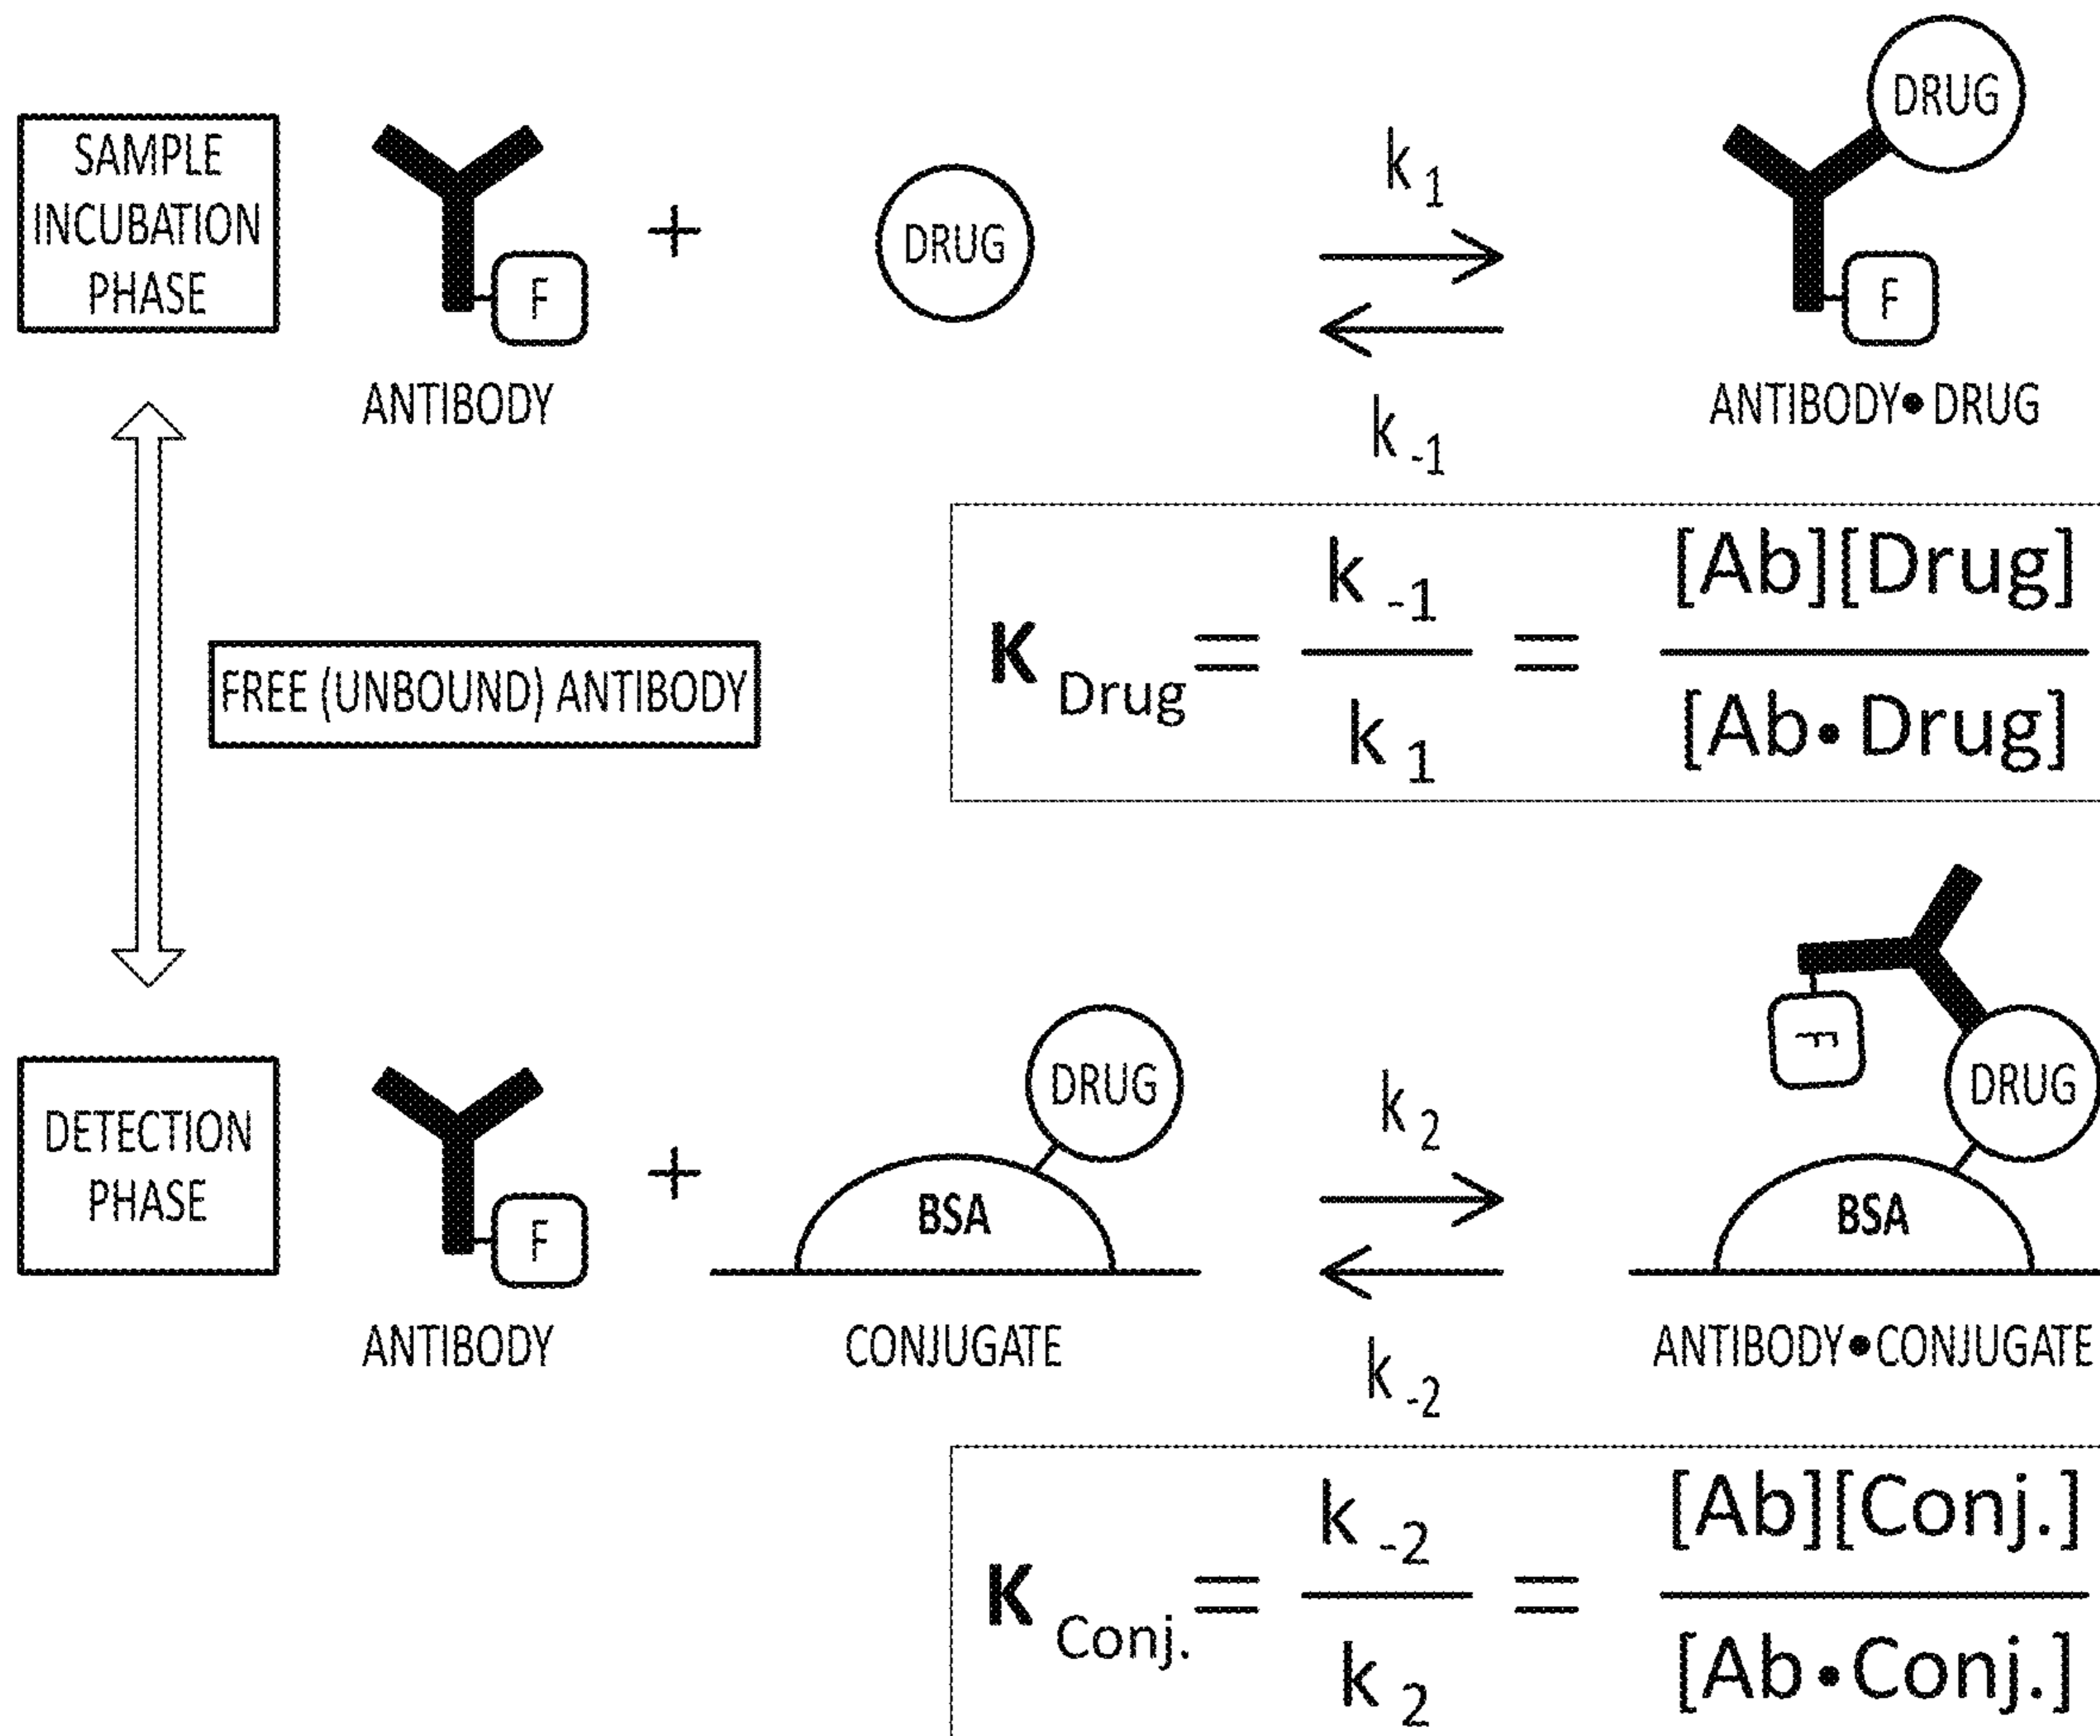 SAMPLE
INCUBATION
PHASE
F
ANTIBODY
+
DRUG
k 1
k -1
DRUG
F
ANTIBODY•DRUG
K Drug = k -1 / k 1 = [Ab][Drug] / [Ab•Drug]
FREE (UNBOUND) ANTIBODY
DETECTION
PHASE
F
ANTIBODY
+
DRUG
BSA
CONJUGATE
k 2
k -2
F
DRUG
BSA
ANTIBODY•CONJUGATE
K Conj. = k -2 / k 2 = [Ab][Conj.] / [Ab•Conj.]